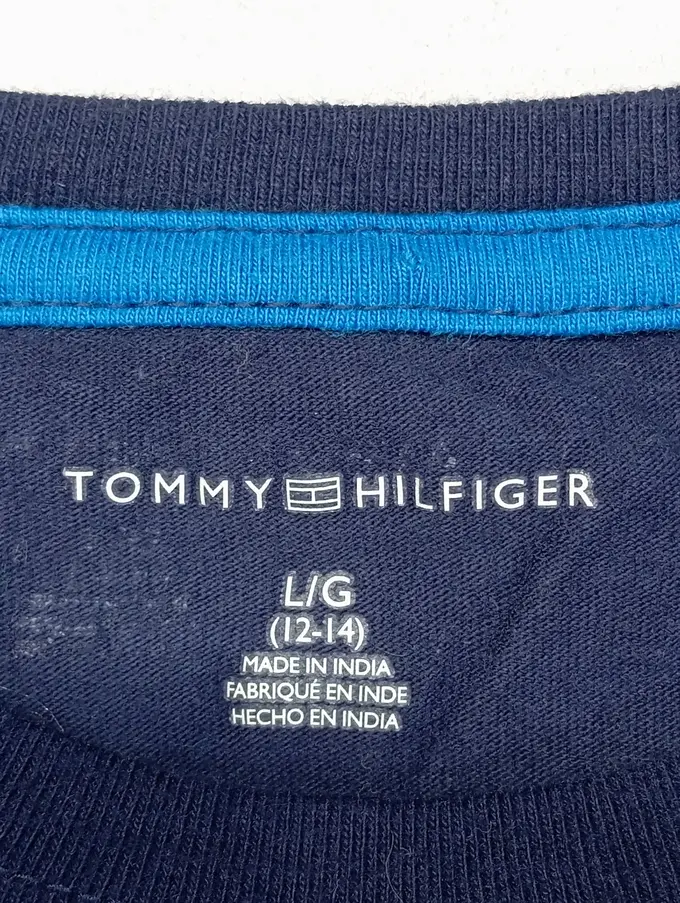 TOMMY HILFIGER
L/G
(12-14)
MADE IN INDIA
FABRIQUÉ EN INDE
HECHO EN INDIA